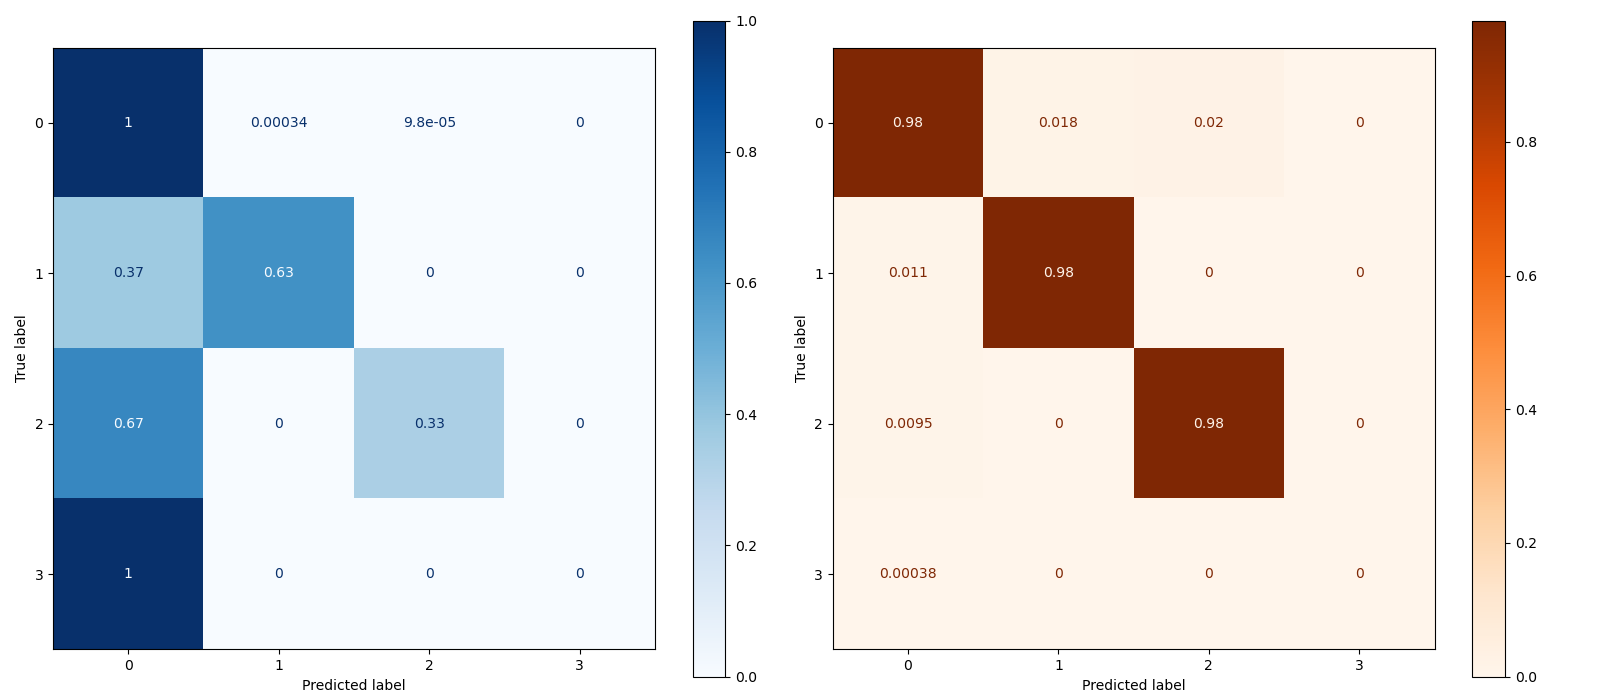 1.0
0 1 0.00034 9.8e-05 0
0.8
1 0.37 0.63 0 0
0.6
True label
2 0.67 0 0.33 0
0.4
0.2
3 1 0 0 0
0.0
0 1 2 3
Predicted label
0 0.98 0.018 0.02 0
0.8
1 0.011 0.98 0 0
0.6
True label
2 0.0095 0 0.98 0
0.4
0.2
3 0.00038 0 0 0
0.0
0 1 2 3
Predicted label